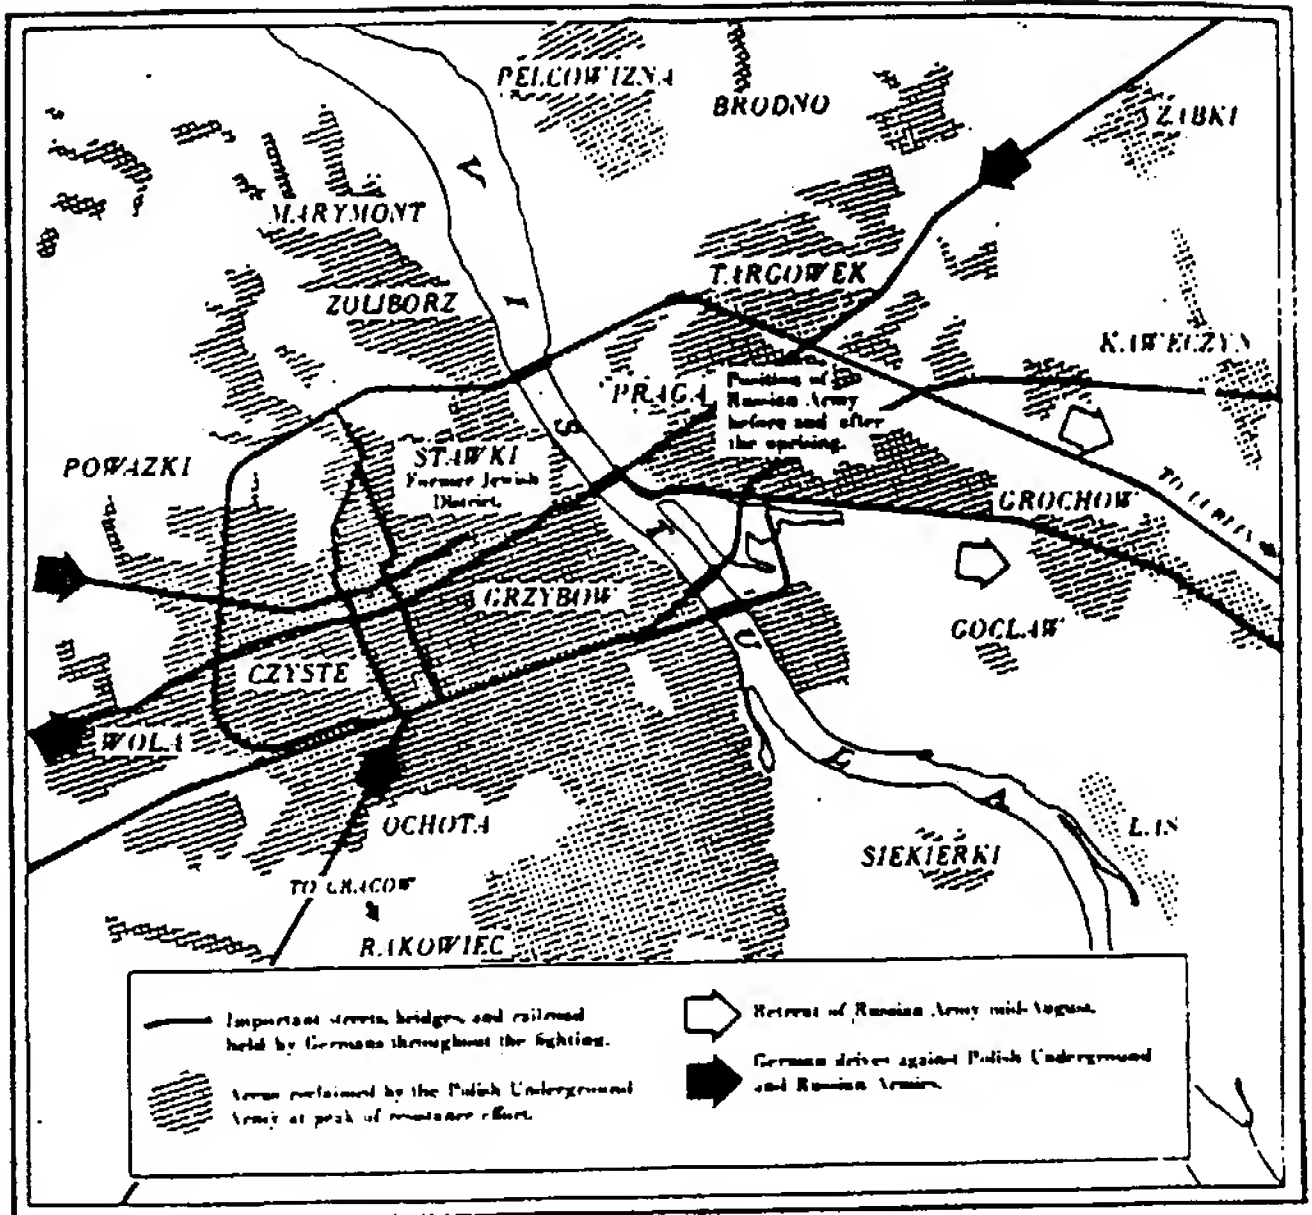 PELCOWIZNA
BRODNO
ZABKI
MARYMONT
TARGOWEK
ZOLIBORZ
KAWECZYN
PRAGA
Position of
Russian Army
before and after
the uprising.
STAWKI
Former Jewish
District.
POWAZKI
TO LUBLIN
GROCHOW
GRZYBOW
GOCLAW
CZYSTE
WOLA
VISTULA
OCHOTA
LAS
SIEKIERKI
TO CRACOW
RAKOWIEC
Important streets, bridges, and railroad
held by Germans throughout the fighting.
Areas reclaimed by the Polish Underground
Army at peak of resistance effort.
Retreat of Russian Army mid-August.
German drives against Polish Underground
and Russian Armies.